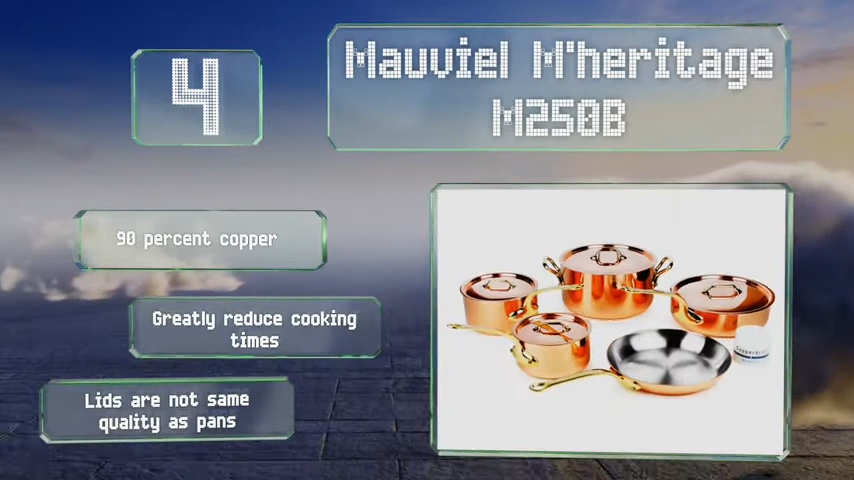 4
Mauviel M'heritage
M250B
90 percent copper
Greatly reduce cooking
times
Lids are not same
quality as pans